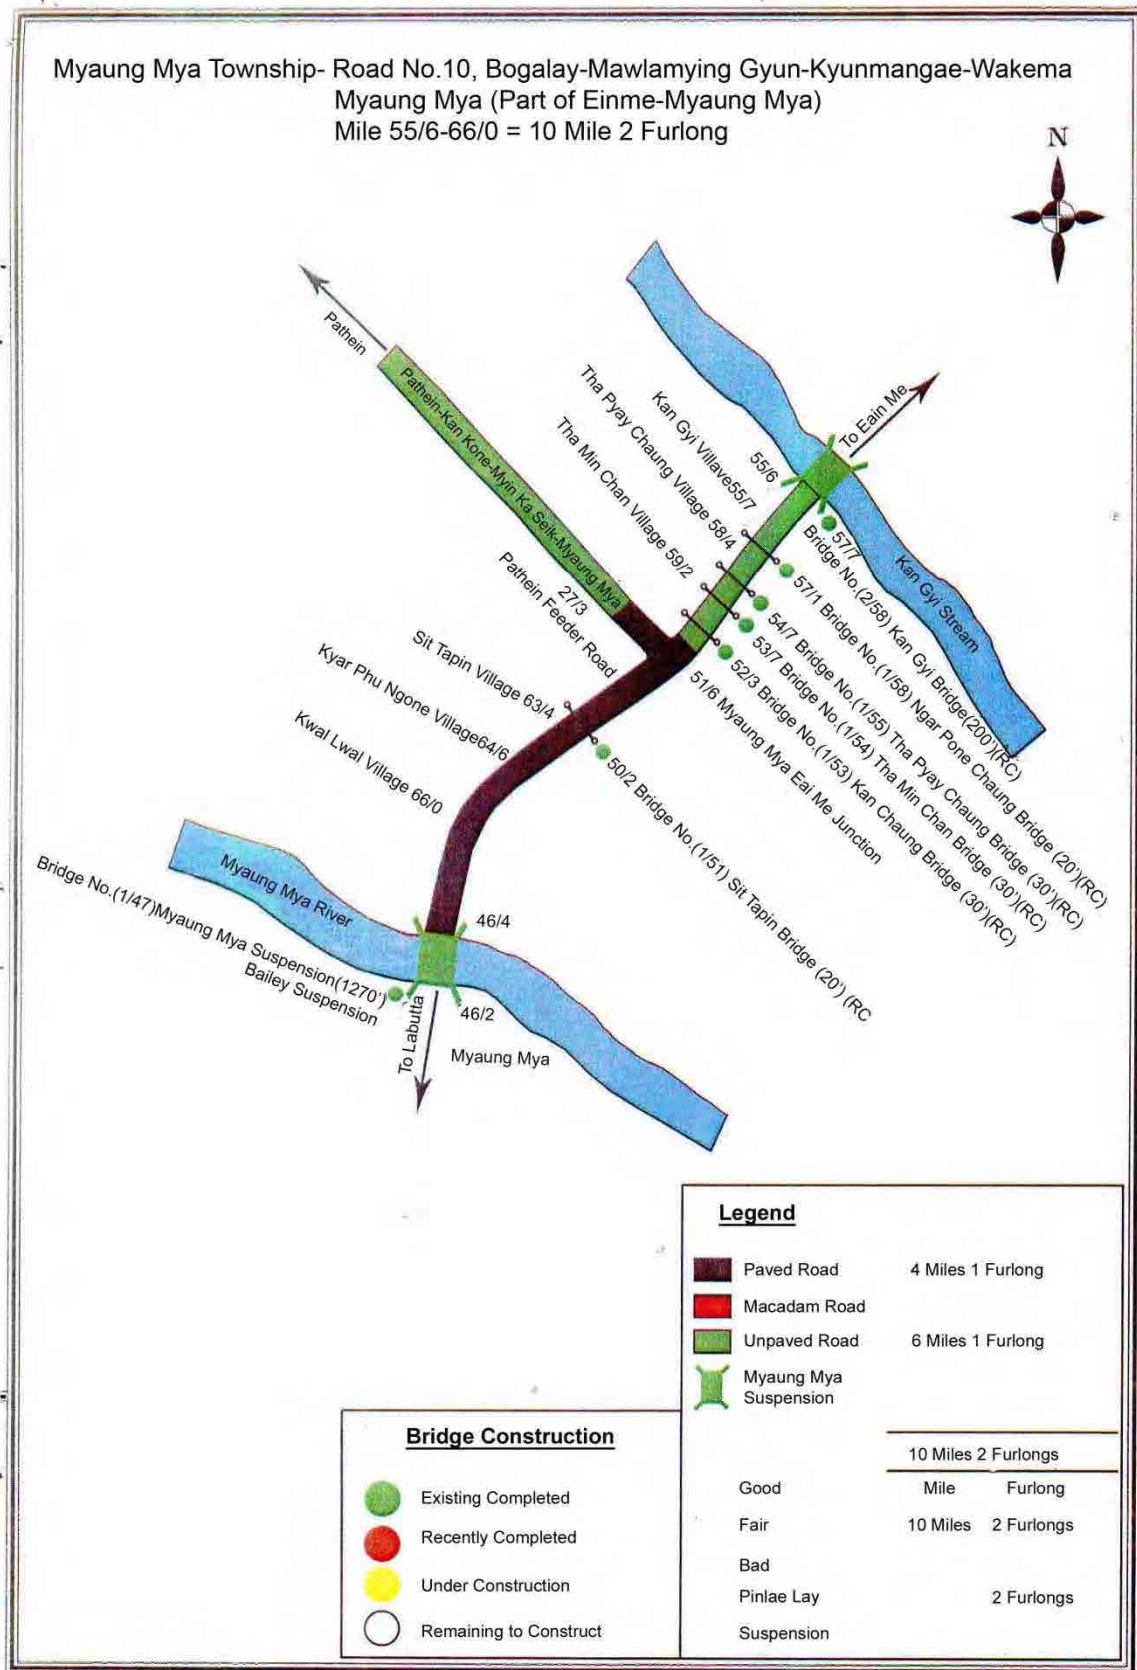 Myaung Mya Township- Road No.10, Bogalay-Mawlamying Gyun-Kyunmangae-Wakema
Myaung Mya (Part of Einme-Myaung Mya)
Mile 55/6-66/0 = 10 Mile 2 Furlong
N
Pathein
Pathein-Kan Kone-Myin Ka Seik-Myaung Mya
27/3
Pathein Feeder Road
To Eain Me
55/6
Kan Gyi Villave55/7
Tha Pyay Chaung Village 58/4
Tha Min Chan Village 59/2
Sit Tapin Village 63/4
Kyar Phu Ngone Village64/6
Kwal Lwal Village 66/0
Kan Gyi Stream
57/7
Bridge No.(2/58) Kan Gyi Bridge(200')(RC)
57/1 Bridge No.(1/58) Ngar Pone Chaung Bridge (20')(RC)
54/7 Bridge No.(1/55) Tha Pyay Chaung Bridge (30')(RC)
53/7 Bridge No.(1/54) Tha Min Chan Bridge (30')(RC)
52/3 Bridge No.(1/53) Kan Chaung Bridge (30')(RC)
51/6 Myaung Mya Eai Me Junction
50/2 Bridge No.(1/51) Sit Tapin Bridge (20') (RC
Myaung Mya River
Bridge No.(1/47)Myaung Mya Suspension(1270')
Bailey Suspension
46/4
46/2
To Labutta
Myaung Mya
Legend
Paved Road 4 Miles 1 Furlong
Macadam Road
Unpaved Road 6 Miles 1 Furlong
Myaung Mya
Suspension
10 Miles 2 Furlongs
Good Mile Furlong
Fair 10 Miles 2 Furlongs
Bad
Pinlae Lay 2 Furlongs
Suspension
Bridge Construction
Existing Completed
Recently Completed
Under Construction
Remaining to Construct